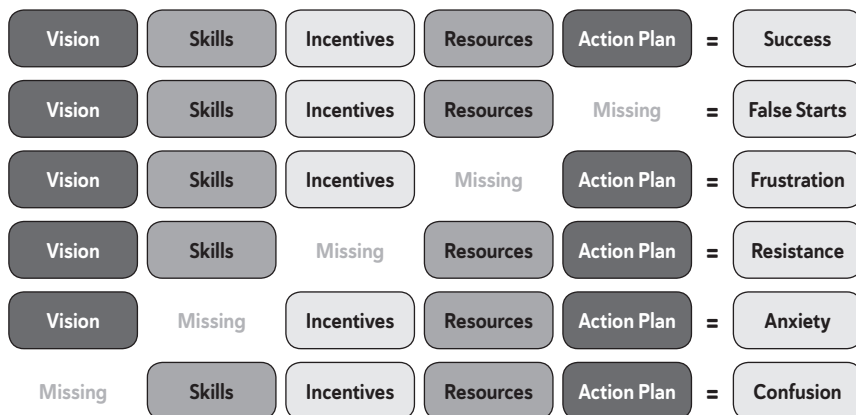 Vision Skills Incentives Resources Action Plan = Success
Vision Skills Incentives Resources Missing = False Starts
Vision Skills Incentives Missing Action Plan = Frustration
Vision Skills Missing Resources Action Plan = Resistance
Vision Missing Incentives Resources Action Plan = Anxiety
Missing Skills Incentives Resources Action Plan = Confusion